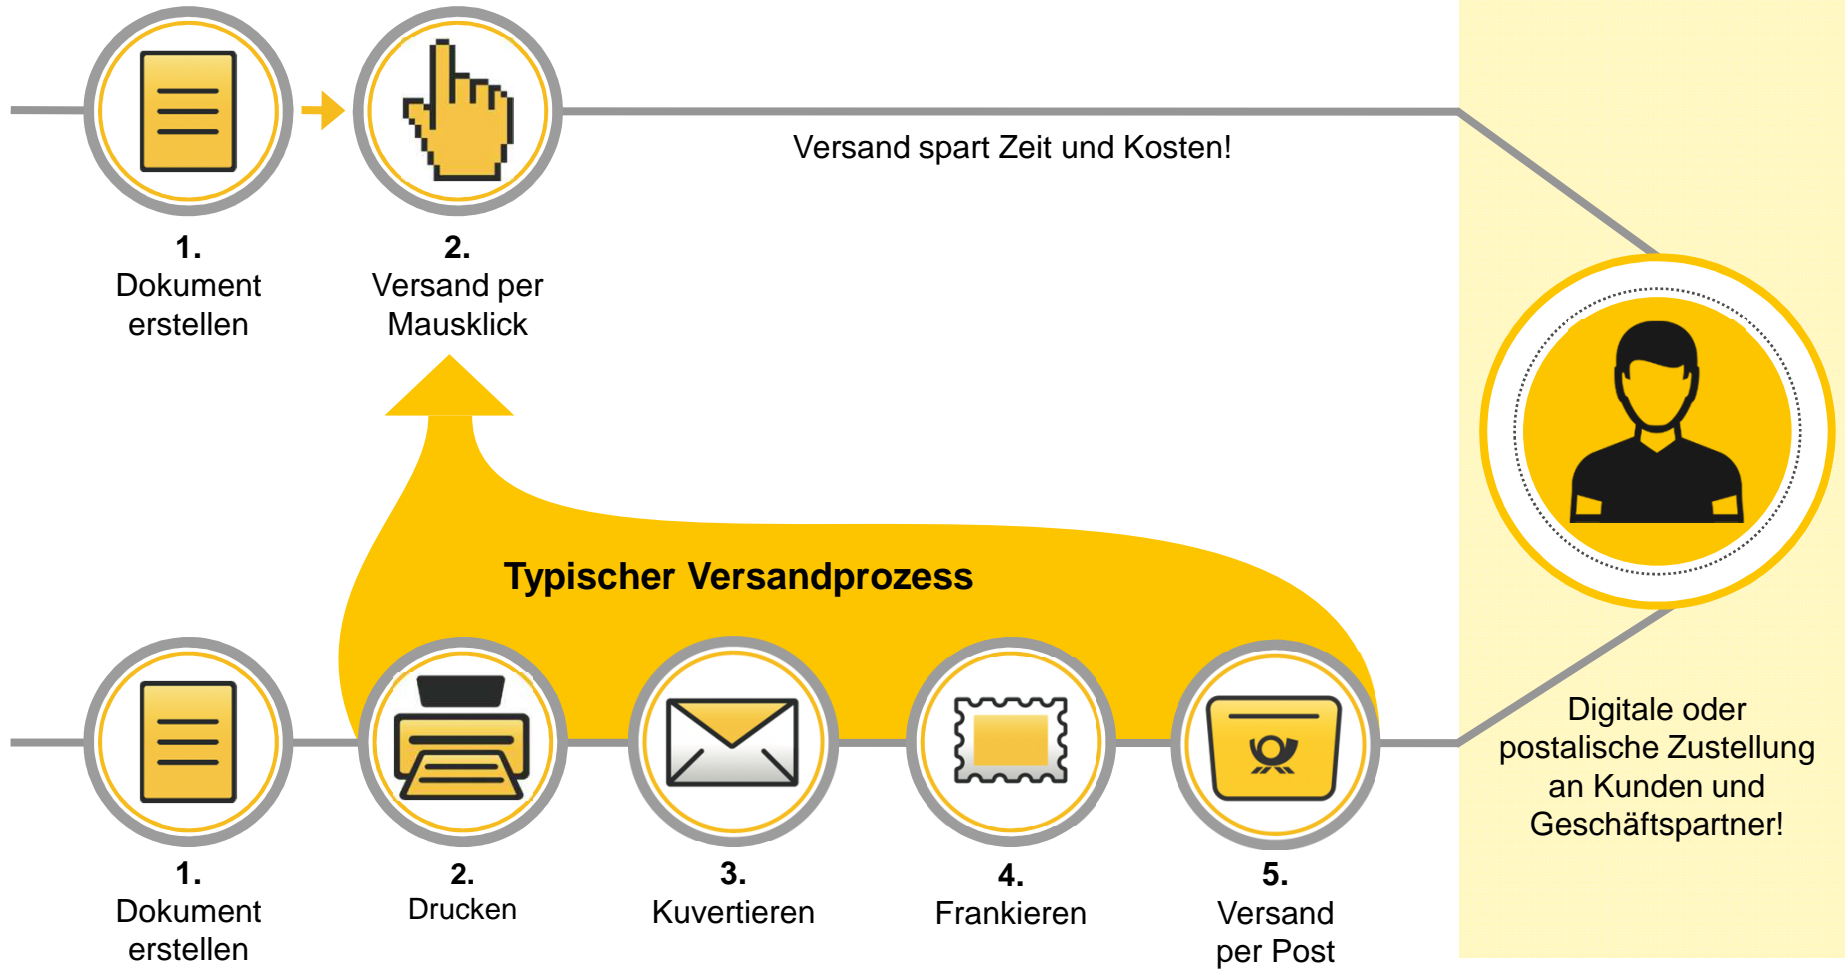 Versand spart Zeit und Kosten!
1.
Dokument
erstellen
2.
Versand per
Mausklick
Typischer Versandprozess
1.
Dokument
erstellen
2.
Drucken
3.
Kuvertieren
4.
Frankieren
5.
Versand
per Post
Digitale oder
postalische Zustellung
an Kunden und
Geschäftspartner!